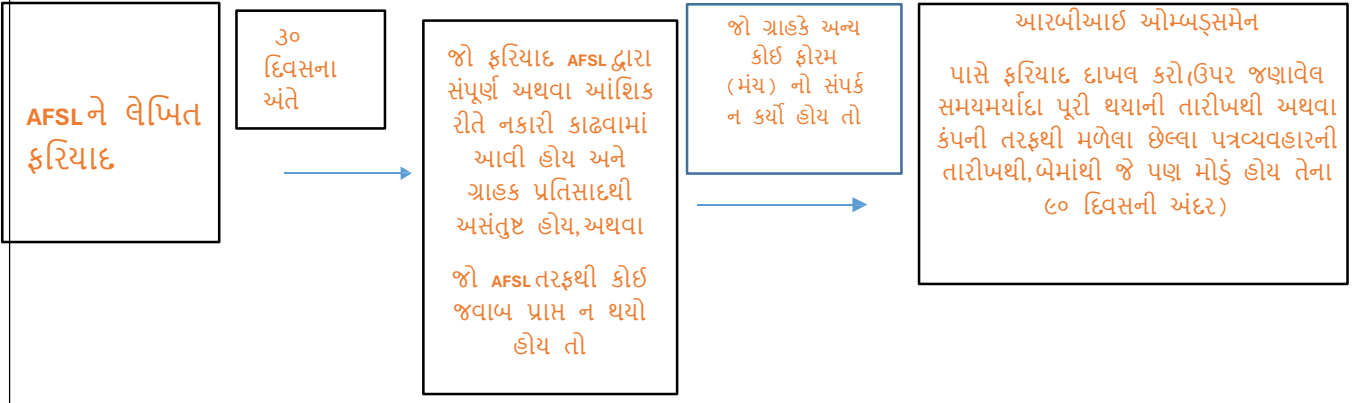 AFSL ને લેખિત
ફરિયાદ
૩૦
દિવસના
અંતે
જો ફરિયાદ AFSL દ્વારા
સંપૂર્ણ અથવા આંશિક
રીતે નકારી કાઢવામાં
આવી હોય અને
ગ્રાહક પ્રતિસાદથી
અસંતુષ્ટ હોય, અથવા
જો AFSL તરફથી કોઈ
જવાબ પ્રાપ્ત ન થયો
હોય તો
જો ગ્રાહકે અન્ય
કોઈ ફોરમ
(મંચ) નો સંપર્ક
ન કર્યો હોય તો
આરબીઆઈ ઓમ્બડ્સમેન
પાસે ફરિયાદ દાખલ કરો (ઉપર જણાવેલ
સમયમર્યાદા પૂરી થયાની તારીખથી અથવા
કંપની તરફથી મળેલા છેલ્લા પત્રવ્યવહારની
તારીખથી, બેમાંથી જે પણ મોડું હોય તેના
૯૦ દિવસની અંદર)